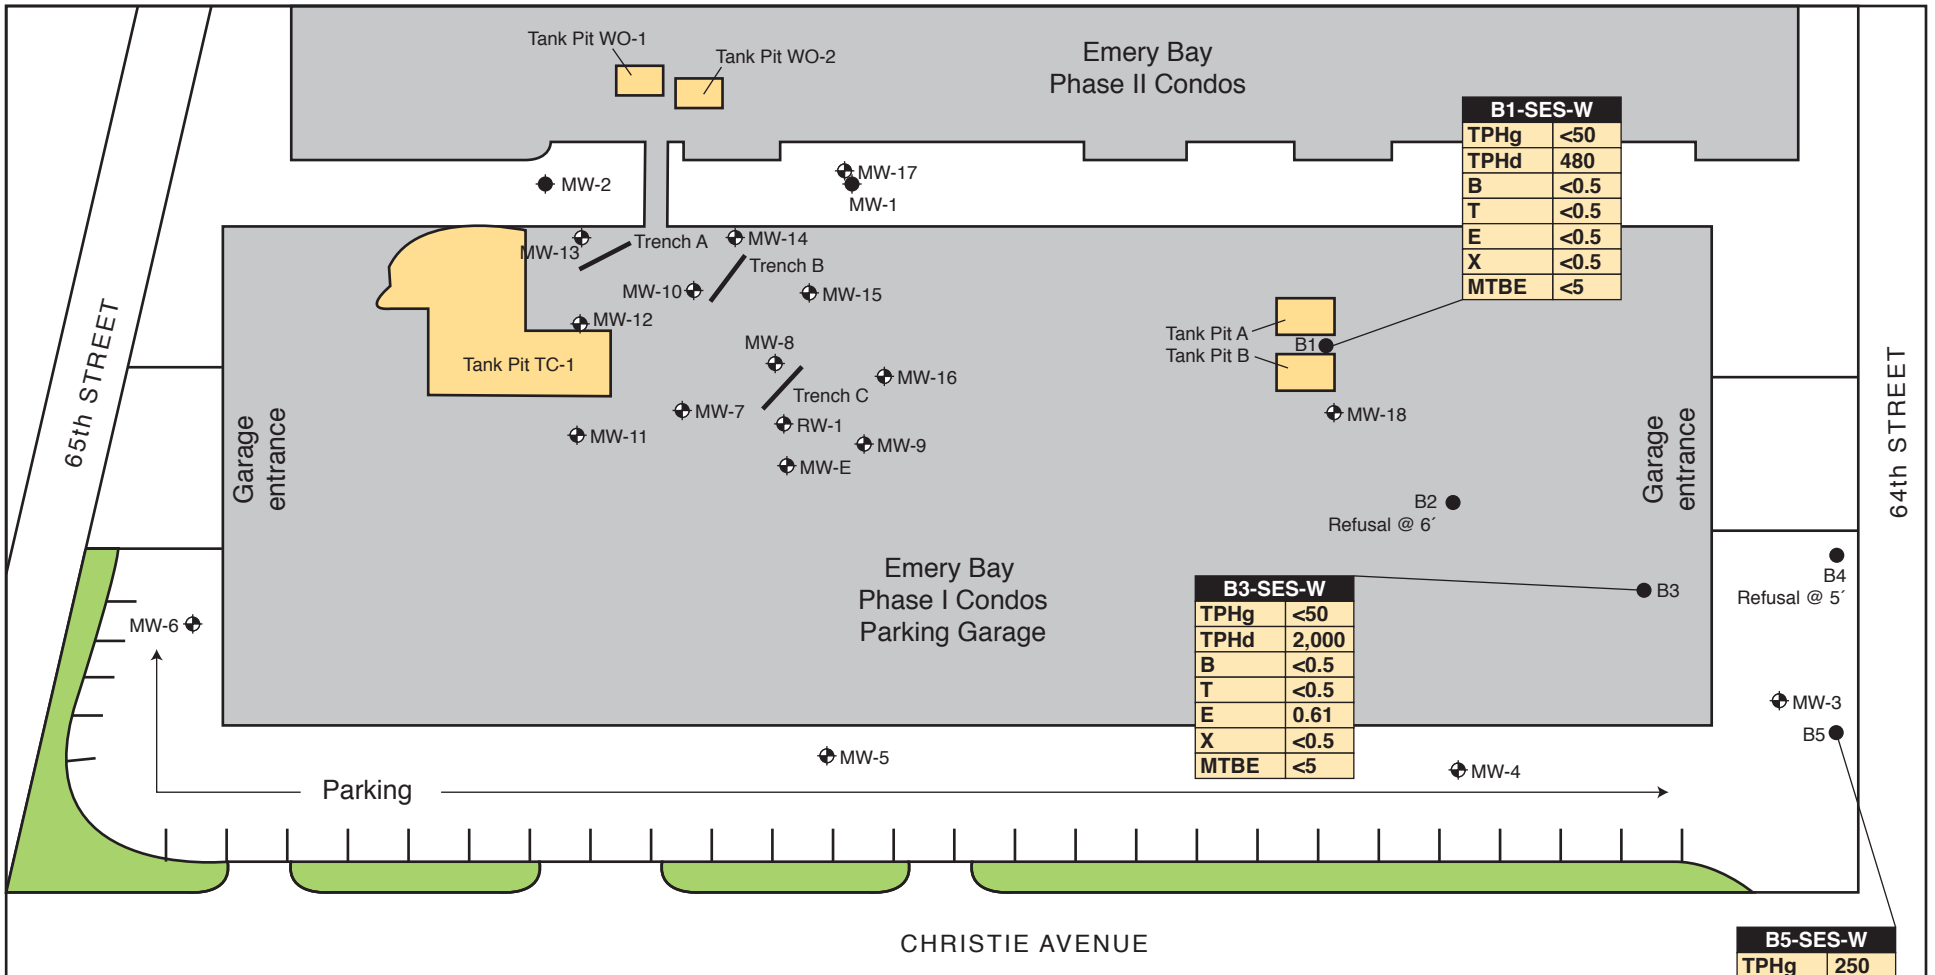 Tank Pit WO-1
Tank Pit WO-2
Emery Bay
Phase II Condos
B1-SES-W
TPHg <50
TPHd 480
B <0.5
T <0.5
E <0.5
X <0.5
MTBE <5
MW-17
MW-2
MW-1
MW-13
Trench A
MW-14
Trench B
MW-10
MW-15
MW-12
Tank Pit A
B1
Tank Pit B
MW-8
Tank Pit TC-1
MW-16
Trench C
MW-7
MW-18
RW-1
MW-11
MW-9
MW-E
65th STREET
Garage
entrance
Garage
entrance
64th STREET
B2
Refusal @ 6´
Emery Bay
Phase I Condos
Parking Garage
B3-SES-W
TPHg <50
TPHd 2,000
B <0.5
T <0.5
E 0.61
X <0.5
MTBE <5
B3
B4
Refusal @ 5´
MW-6
MW-3
B5
MW-5
MW-4
Parking
CHRISTIE AVENUE
B5-SES-W
TPHg 250